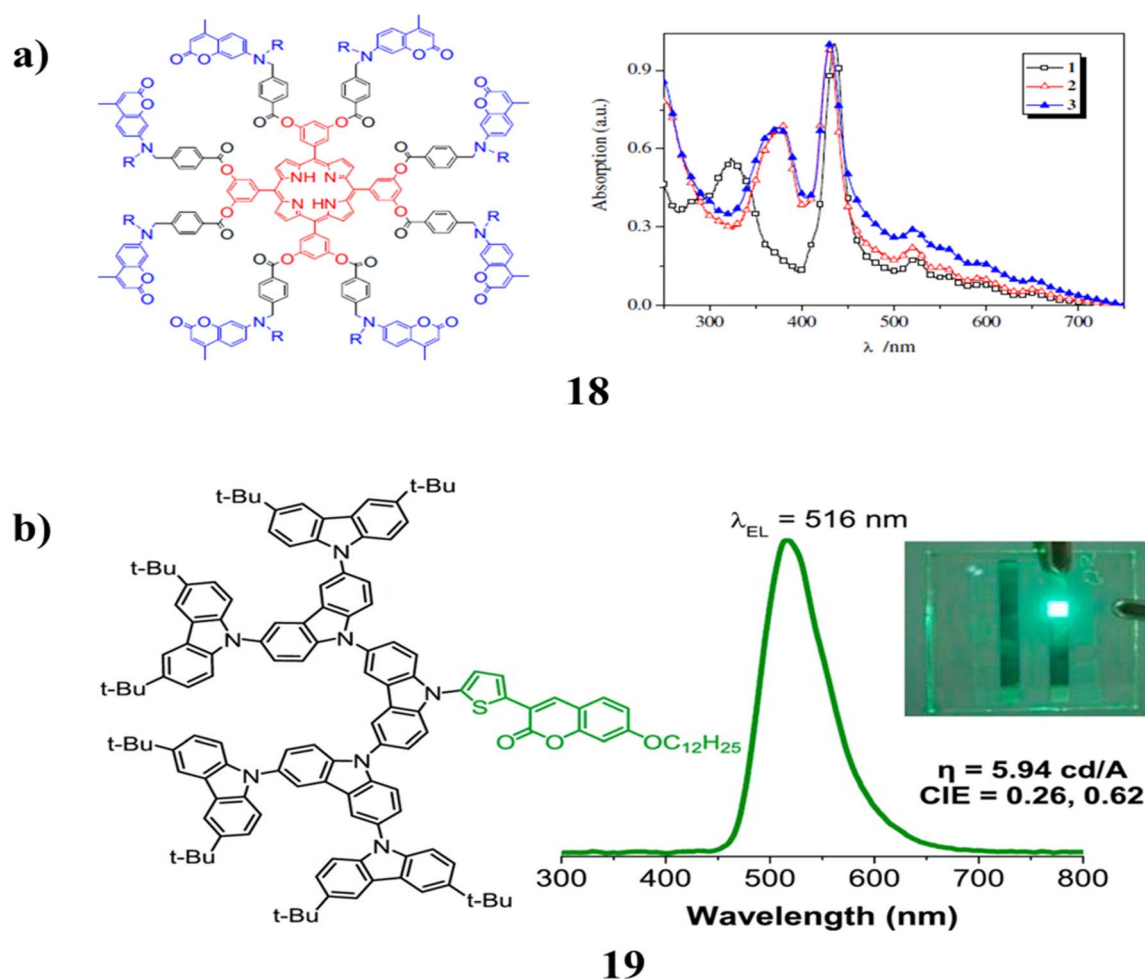 a)
O O R N N R O O
O O R N N R O O
O O O O
R N O O N R
O O
NH N
N HN
O O
R N O O N R
O O O O
O O N R R N O O
Absorption (a.u.)
0.9
0.6
0.3
0.0
300 400 500 600 700
λ /nm
1
2
3
18
b)
t-Bu t-Bu
N
t-Bu
N N
t-Bu
N S
O O OC12H25
t-Bu
N N
t-Bu
N
t-Bu t-Bu
λEL = 516 nm
η = 5.94 cd/A
CIE = 0.26, 0.62
300 400 500 600 700 800
Wavelength (nm)
19